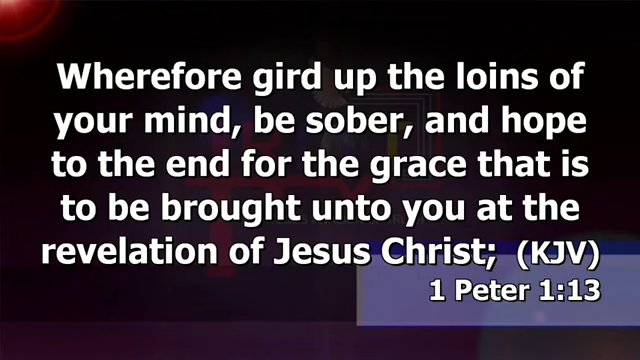 Wherefore gird up the loins of
your mind, be sober, and hope
to the end for the grace that is
to be brought unto you at the
revelation of Jesus Christ; (KJV)
1 Peter 1:13